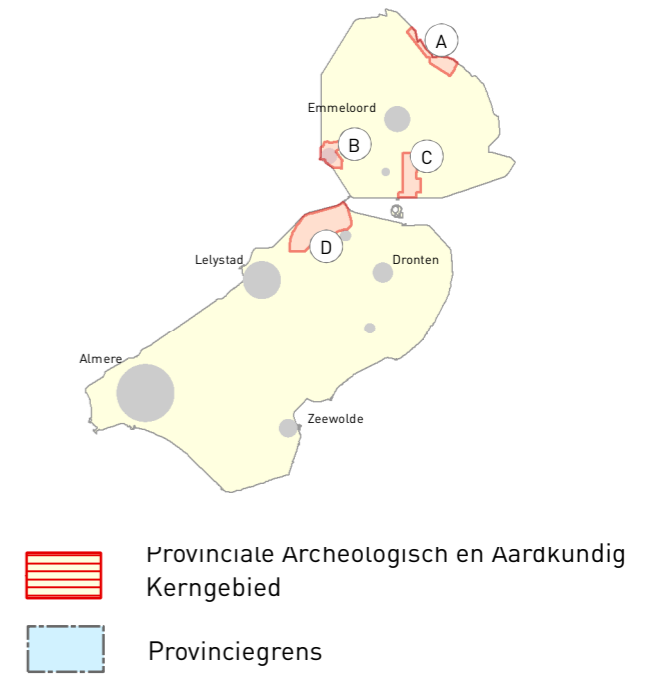 A
Emmeloord
B
C
D
Lelystad
Dronten
Almere
Zeewolde
Provinciale Archeologisch en Aardkundig
Kerngebied
Provinciegrens